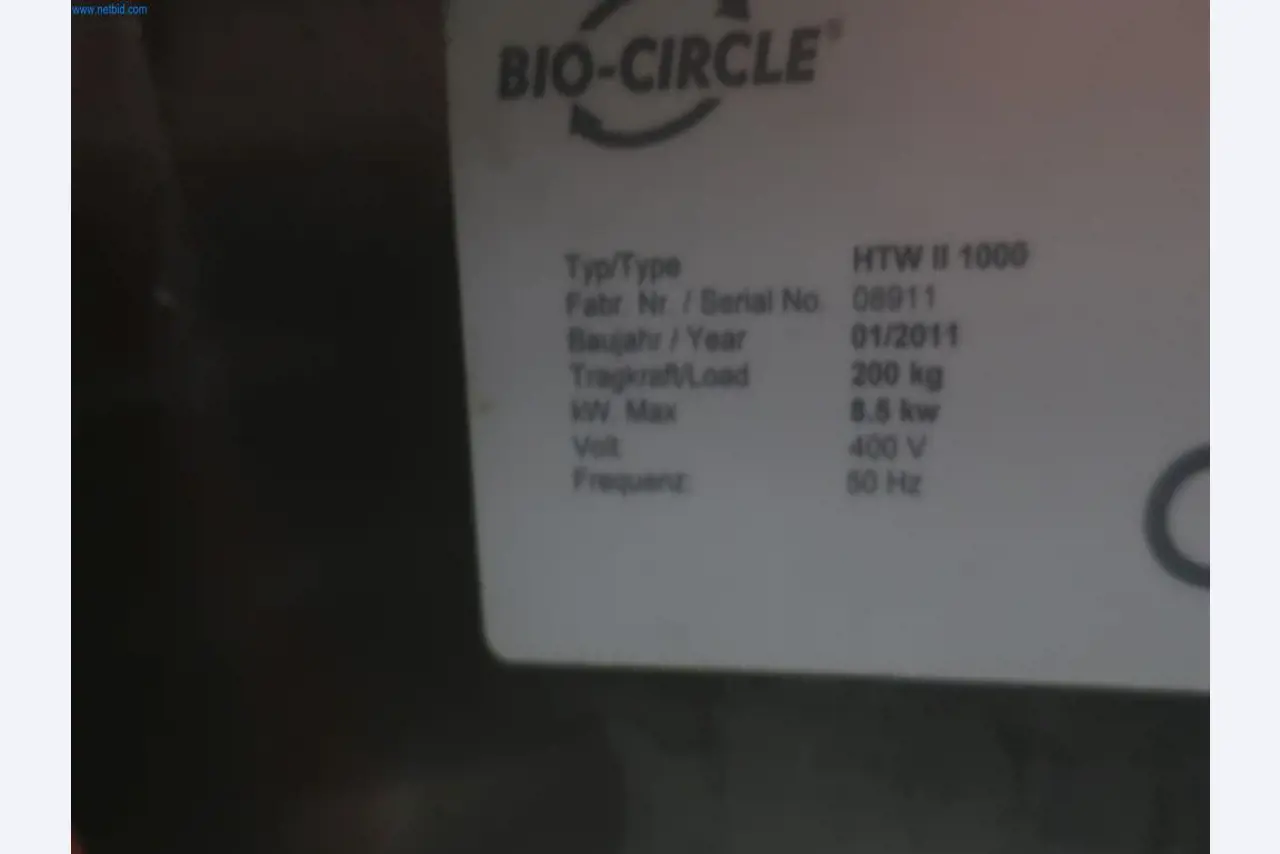 www.netbid.com
BIO-CIRCLE®
Typ/Type HTW II 1000
Fabr. Nr. / Serial No. 08911
Baujahr / Year 01/2011
Tragkraft/Load 200 kg
kW. Max 8.5 kw
Volt 400 V
Frequenz 50 Hz